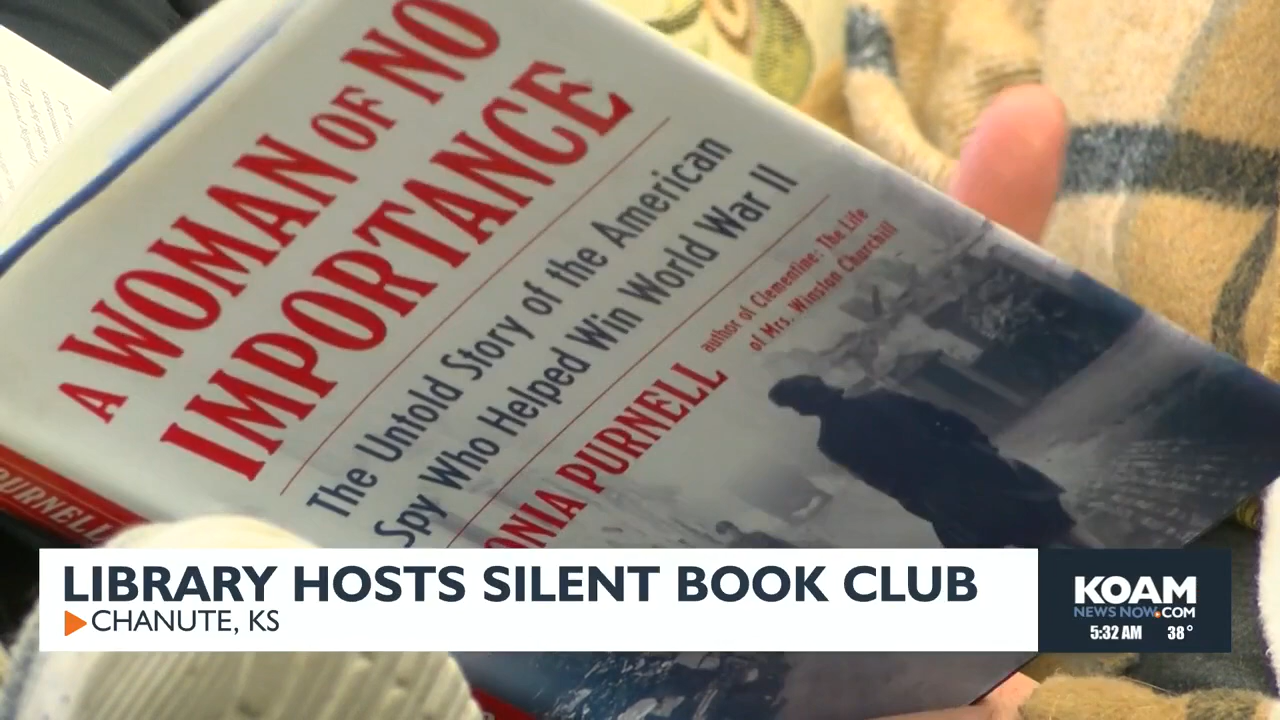 A WOMAN OF NO
IMPORTANCE
The Untold Story of the American
Spy Who Helped Win World War II
ONIA PURNELL
author of Clementine: The Life
of Mrs. Winston Churchill
PURNELL
LIBRARY HOSTS SILENT BOOK CLUB
CHANUTE, KS
KOAM
NEWS NOW.COM
5:32 AM 38°